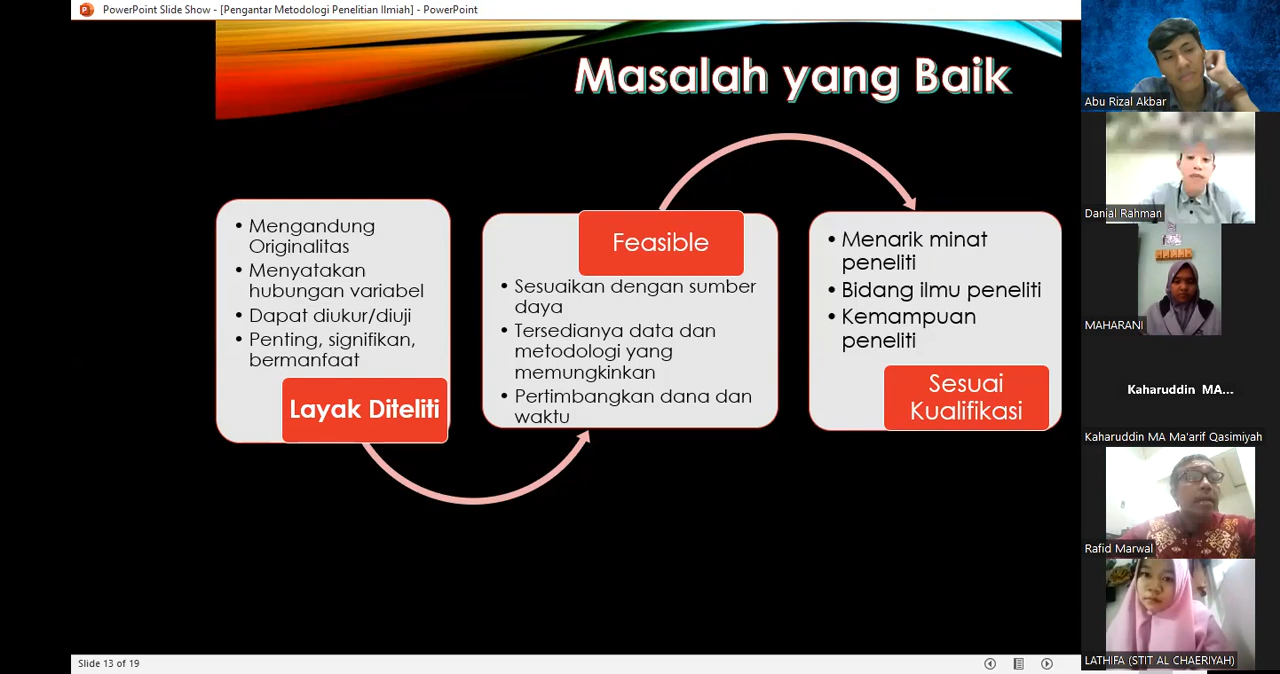 PowerPoint Slide Show - [Pengantar Metodologi Penelitian Ilmiah] - PowerPoint
Masalah yang Baik
• Mengandung
Originalitas
• Menyatakan
hubungan variabel
• Dapat diukur/diuji
• Penting, signifikan,
bermanfaat
Layak Diteliti
Feasible
• Sesuaikan dengan sumber
daya
• Tersedianya data dan
metodologi yang
memungkinkan
• Pertimbangkan dana dan
waktu
• Menarik minat
peneliti
• Bidang ilmu peneliti
• Kemampuan
peneliti
Sesuai
Kualifikasi
Slide 13 of 19
Abu Rizal Akbar
Danial Rahman
MAHARANI
Kaharuddin MA...
Kaharuddin MA Ma'arif Qasimiyah
Rafid Marwal
LATHIFA (STIT AL CHAERIYAH)